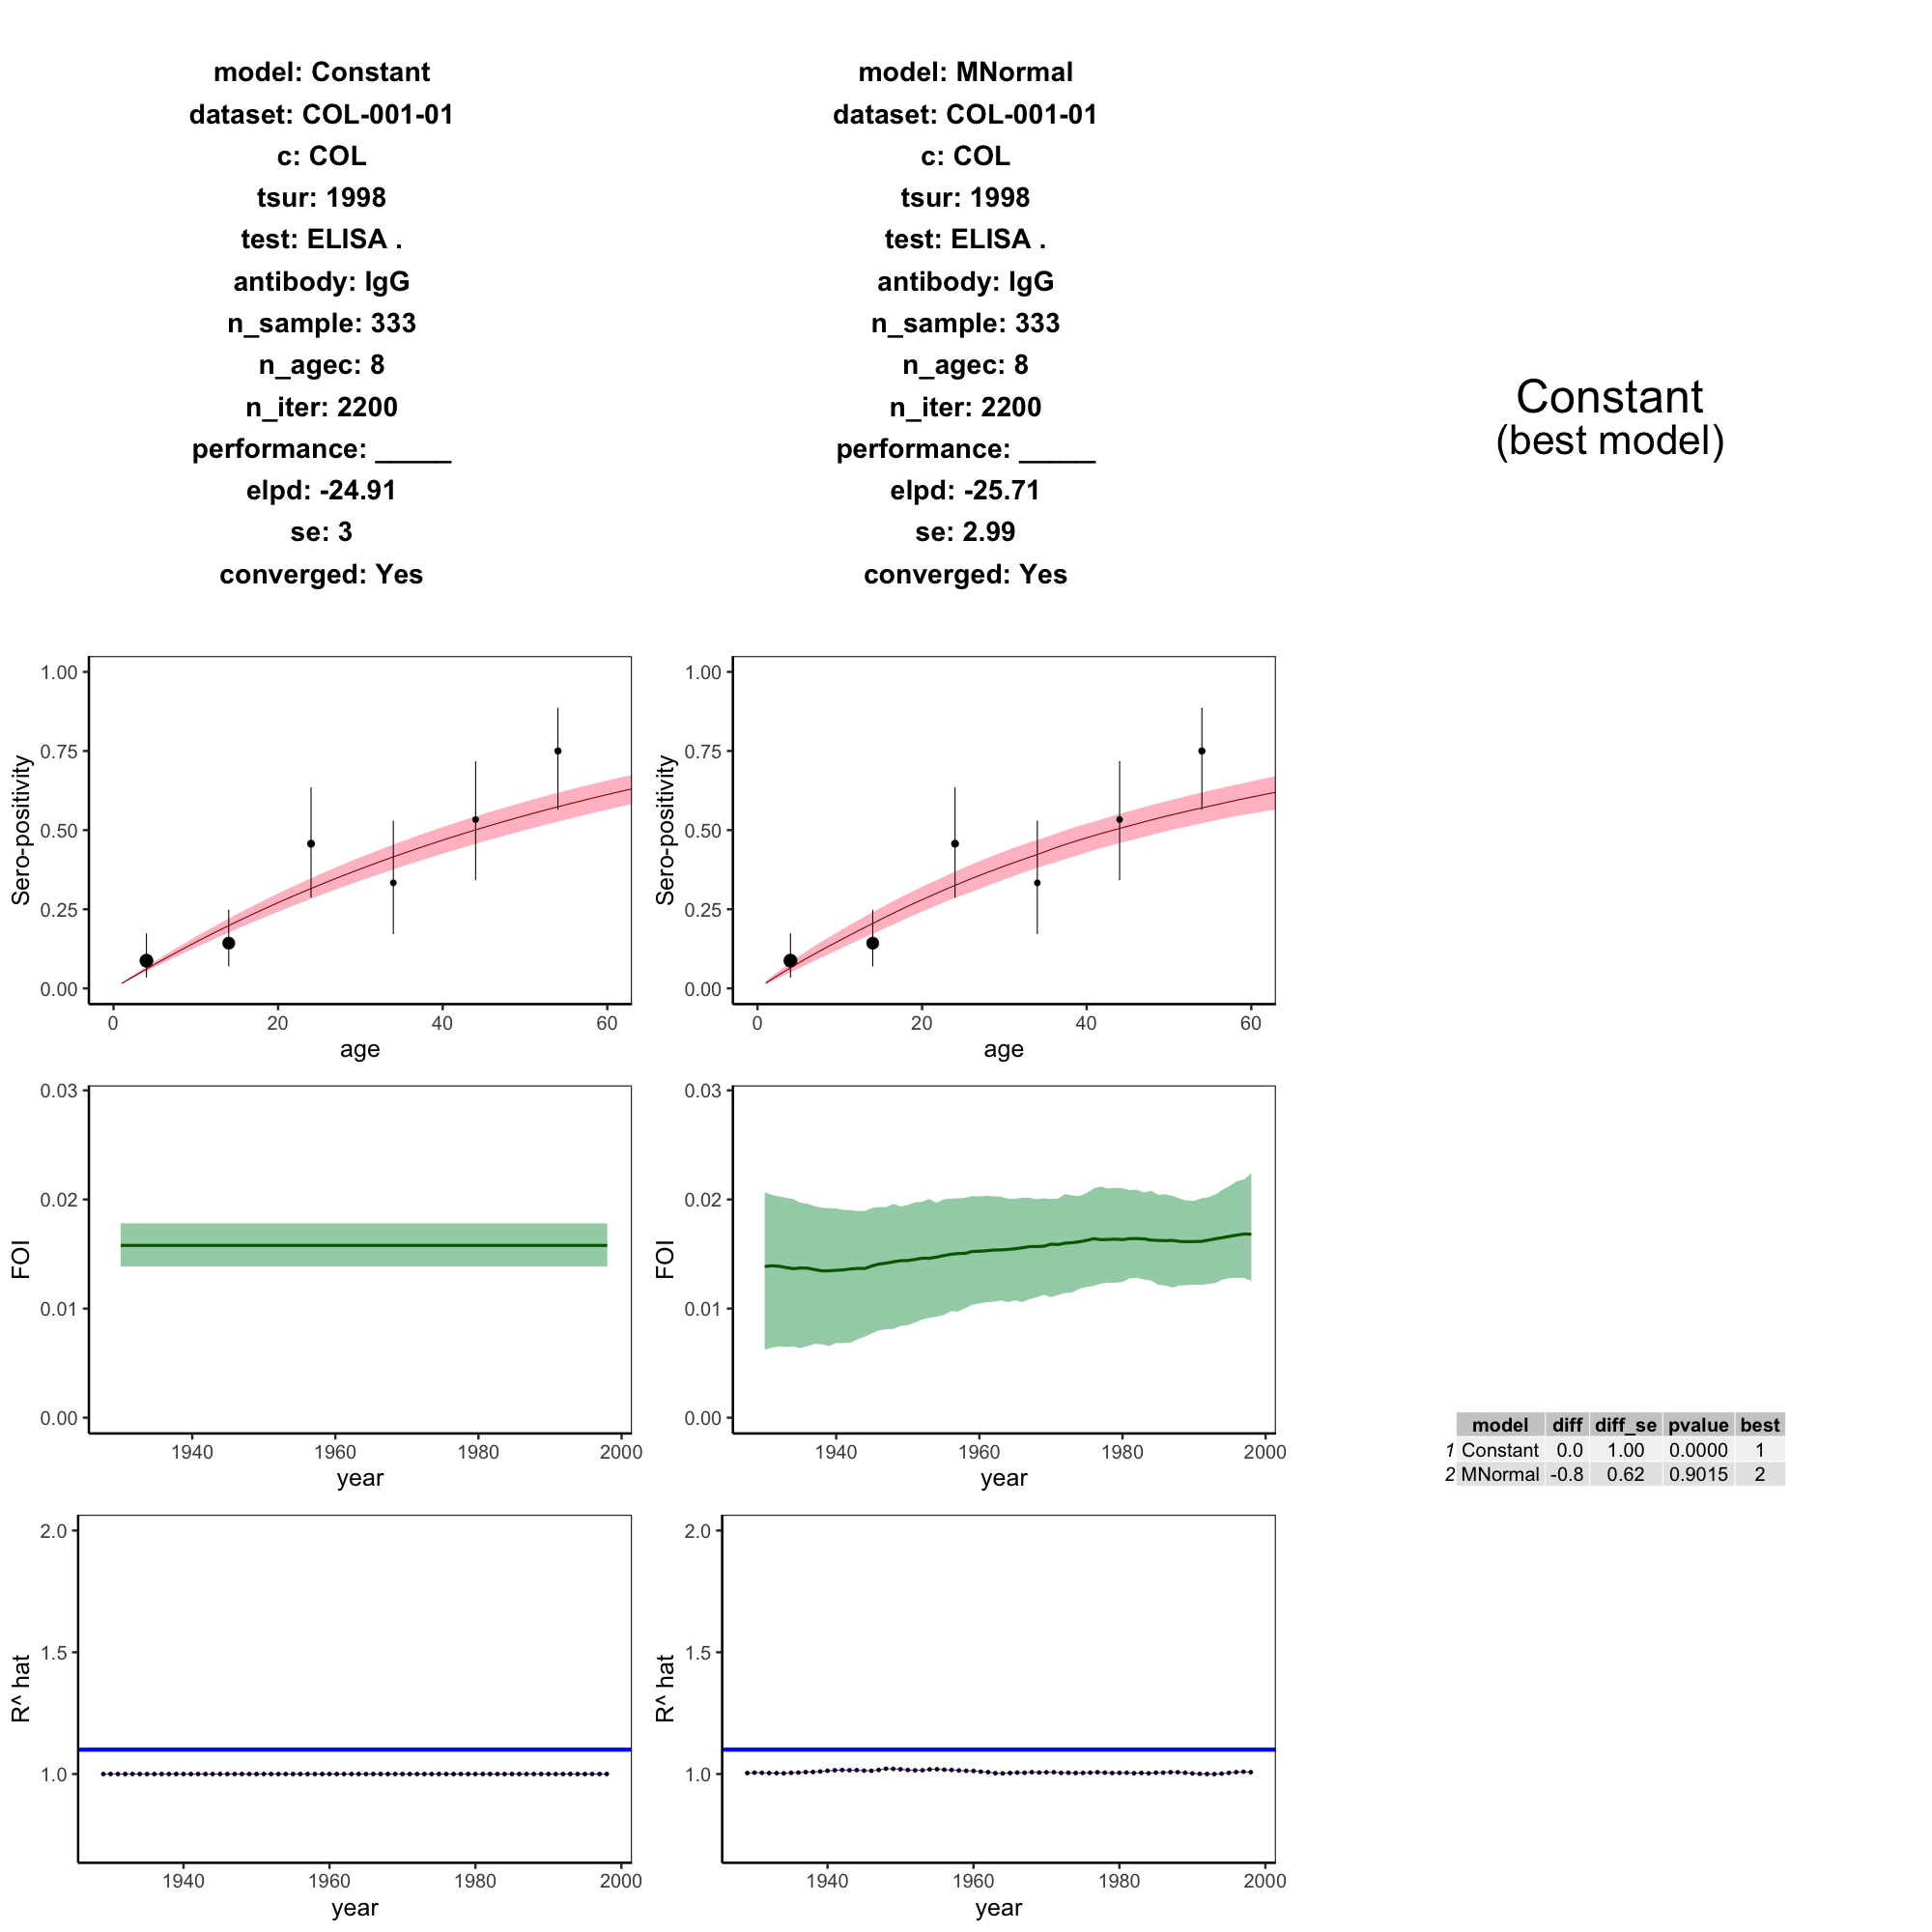 model: Constant
dataset: COL-001-01
c: COL
tsur: 1998
test: ELISA .
antibody: IgG
n_sample: 333
n_agec: 8
n_iter: 2200
performance: _____
elpd: -24.91
se: 3
converged: Yes
model: MNormal
dataset: COL-001-01
c: COL
tsur: 1998
test: ELISA .
antibody: IgG
n_sample: 333
n_agec: 8
n_iter: 2200
performance: _____
elpd: -25.71
se: 2.99
converged: Yes
Constant
(best model)
Sero-positivity
1.00
0.75
0.50
0.25
0.00
0 20 40 60
age
Sero-positivity
1.00
0.75
0.50
0.25
0.00
0 20 40 60
age
FOI
0.03
0.02
0.01
0.00
1940 1960 1980 2000
year
FOI
0.03
0.02
0.01
0.00
1940 1960 1980 2000
year
model diff diff_se pvalue best
1 Constant 0.0 1.00 0.0000 1
2 MNormal -0.8 0.62 0.9015 2
R^ hat
2.0
1.5
1.0
1940 1960 1980 2000
year
R^ hat
2.0
1.5
1.0
1940 1960 1980 2000
year